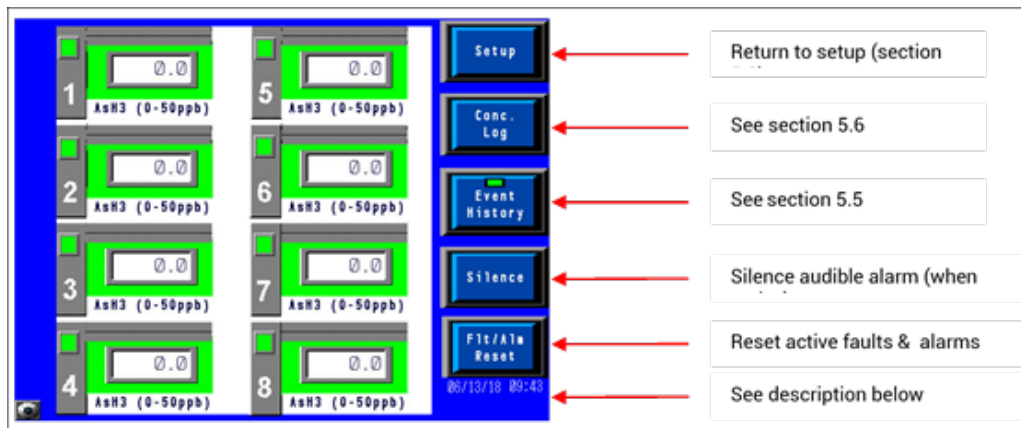 1
0.0
AsH3 (0-50ppb)
2
0.0
AsH3 (0-50ppb)
3
0.0
AsH3 (0-50ppb)
4
0.0
AsH3 (0-50ppb)
5
0.0
AsH3 (0-50ppb)
6
0.0
AsH3 (0-50ppb)
7
0.0
AsH3 (0-50ppb)
8
0.0
AsH3 (0-50ppb)
Setup
Return to setup (section
Conc.
Log
See section 5.6
Event
History
See section 5.5
Silence
Silence audible alarm (when
Flt/Alm
Reset
Reset active faults & alarms
06/13/18 09:43
See description below